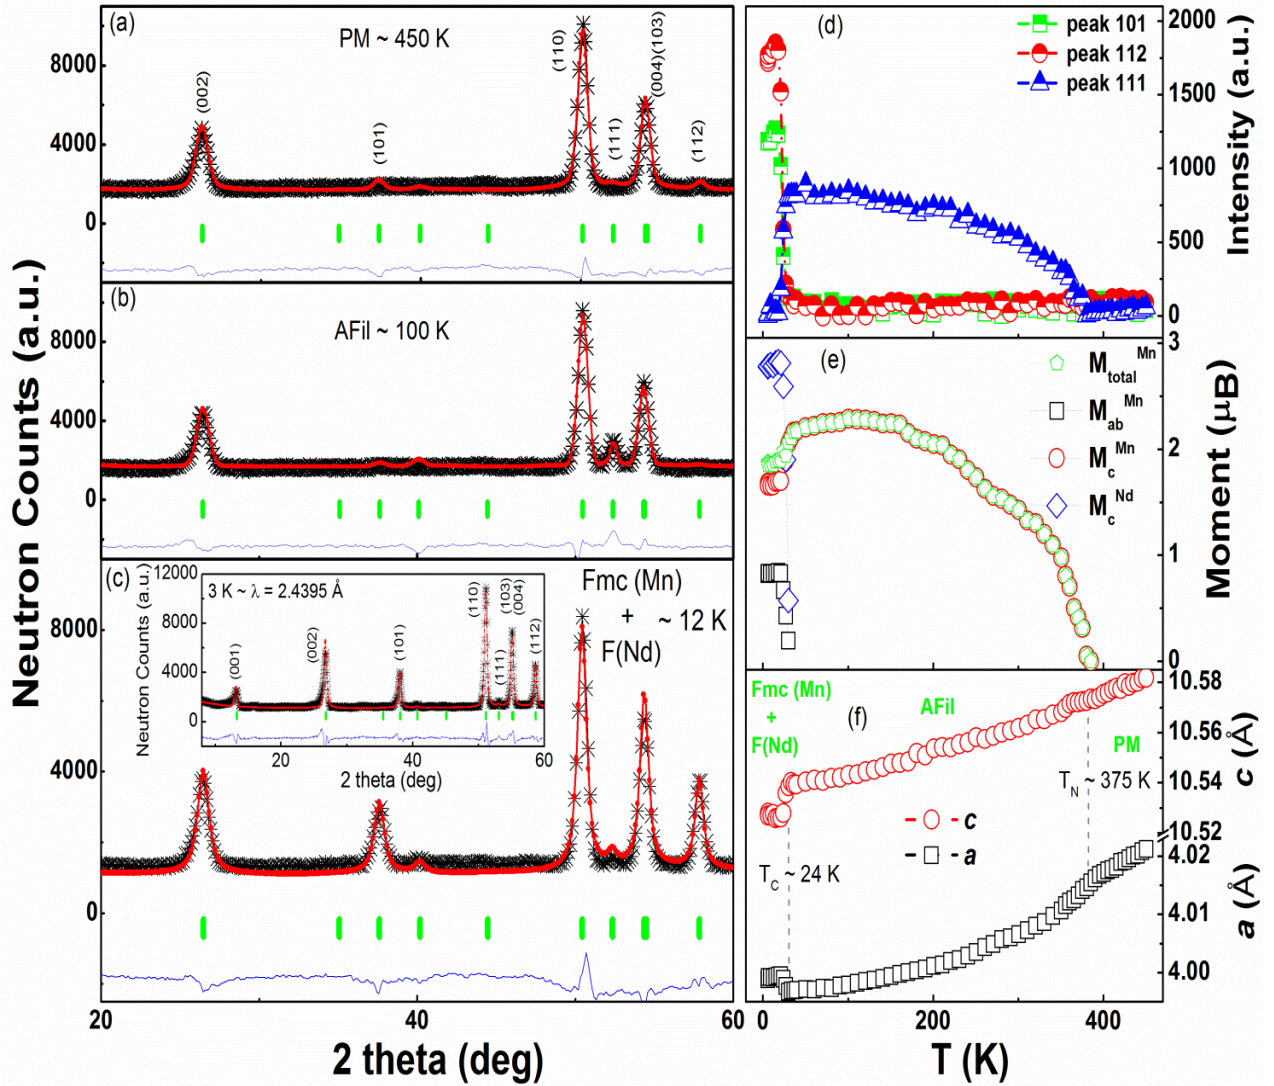 (a)
PM ~ 450 K
(002)
(101)
(110)
(111)
(004)(103)
(112)
8000
4000
0
(b)
AFil ~ 100 K
8000
4000
0
Neutron Counts (a.u.)
(c)
Fmc (Mn)
+
F(Nd)
~ 12 K
8000
4000
0
3 K ~ λ = 2.4395 Å
(001)
(002)
(101)
(110)
(111)
(103)
(004)
(112)
12000
8000
4000
0
Neutron Counts (a.u.)
20
40
60
2 theta (deg)
20
40
60
2 theta (deg)
(d)
peak 101
peak 112
peak 111
2000
1500
1000
500
0
Intensity (a.u.)
(e)
M_total^Mn
M_ab^Mn
M_c^Mn
M_c^Nd
3
2
1
0
Moment (μB)
Fmc (Mn)
+
F(Nd)
(f)
AFil
PM
T_N ~ 375 K
c
a
T_C ~ 24 K
10.58
10.56
10.54
10.52
c (Å)
4.02
4.01
4.00
a (Å)
0
200
400
T (K)